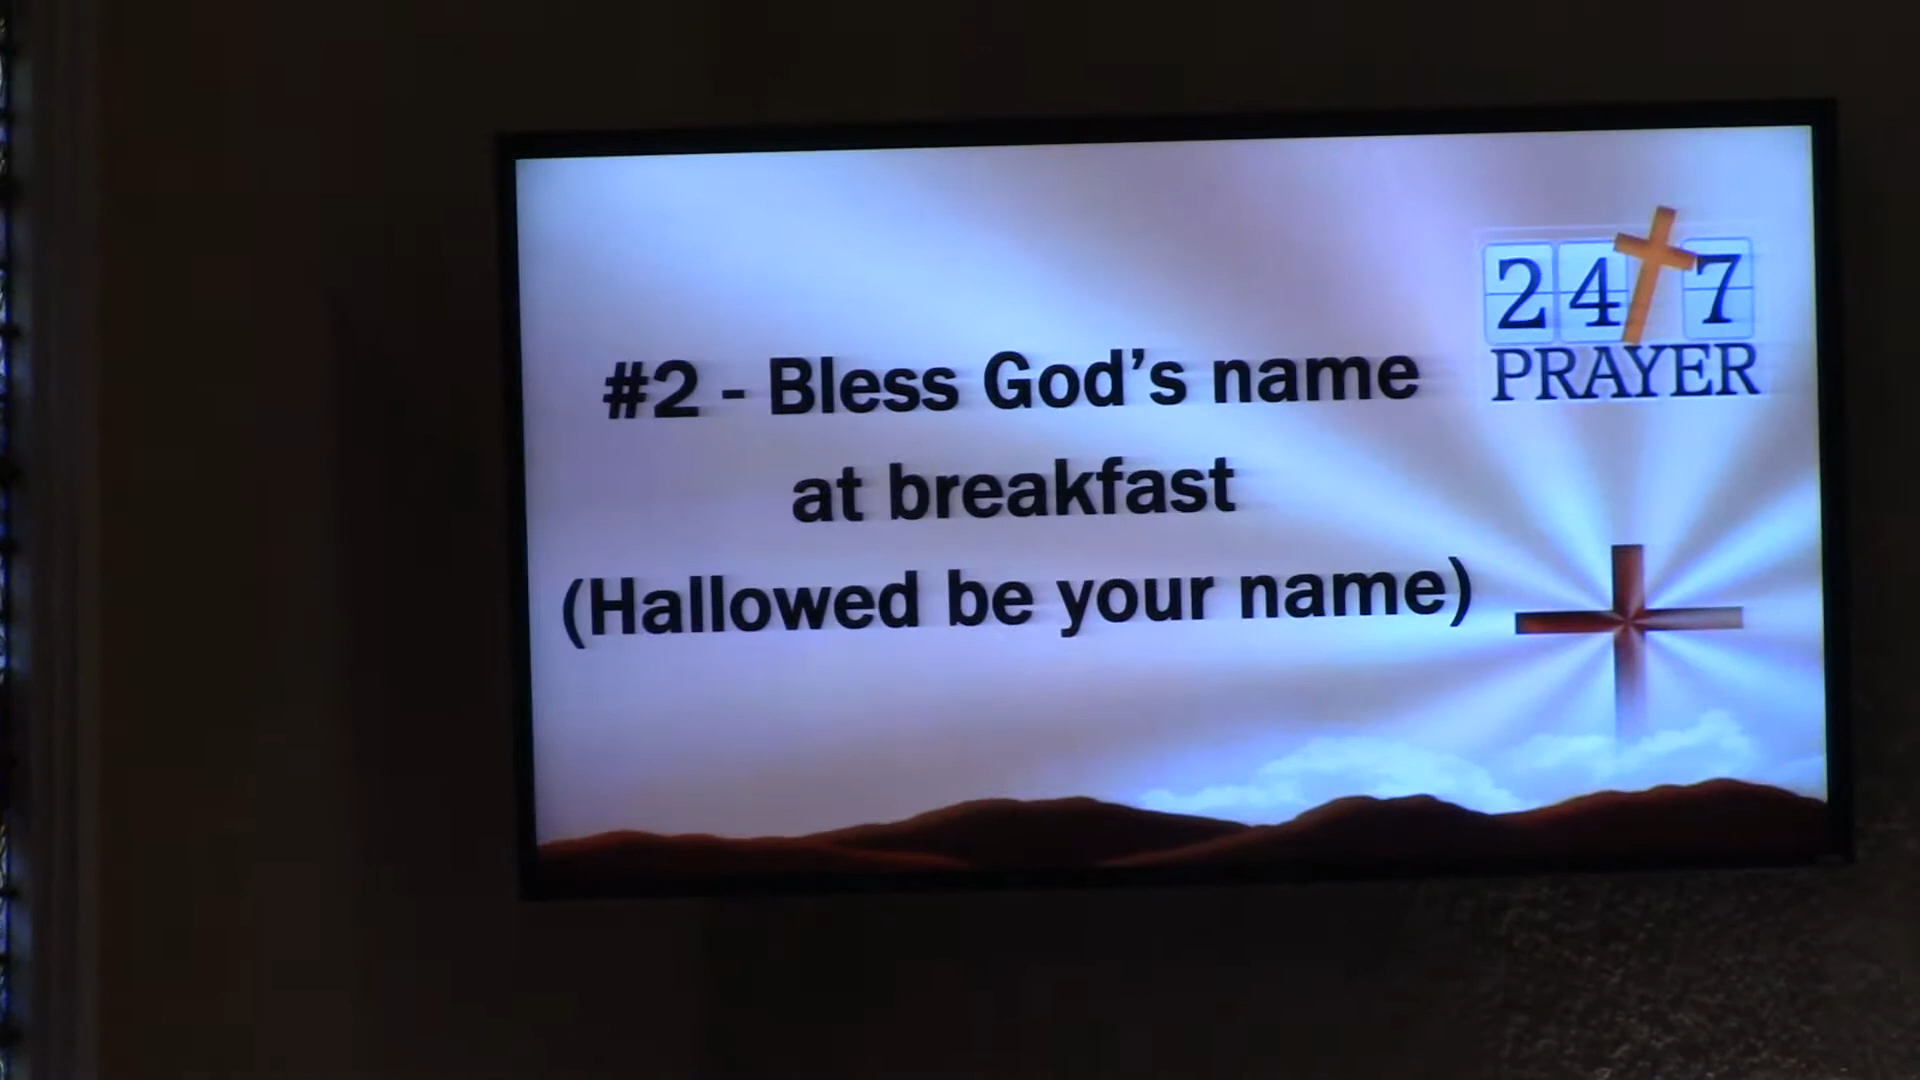 24 7
PRAYER
#2 - Bless God’s name
at breakfast
(Hallowed be your name)